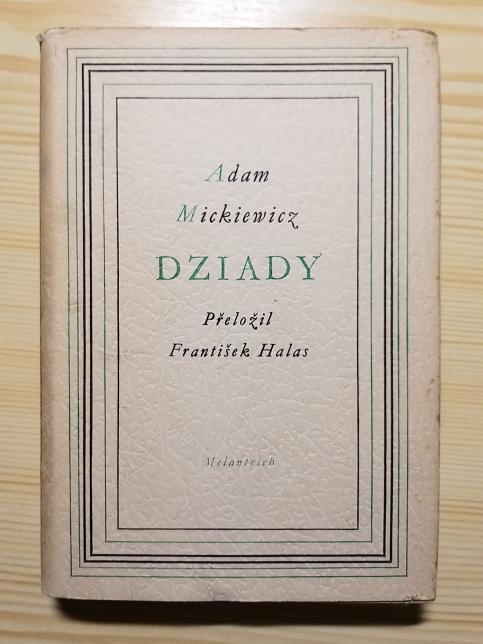 Adam
Mickiewicz
DZIADY
Přeložil
František Halas
Melantrich